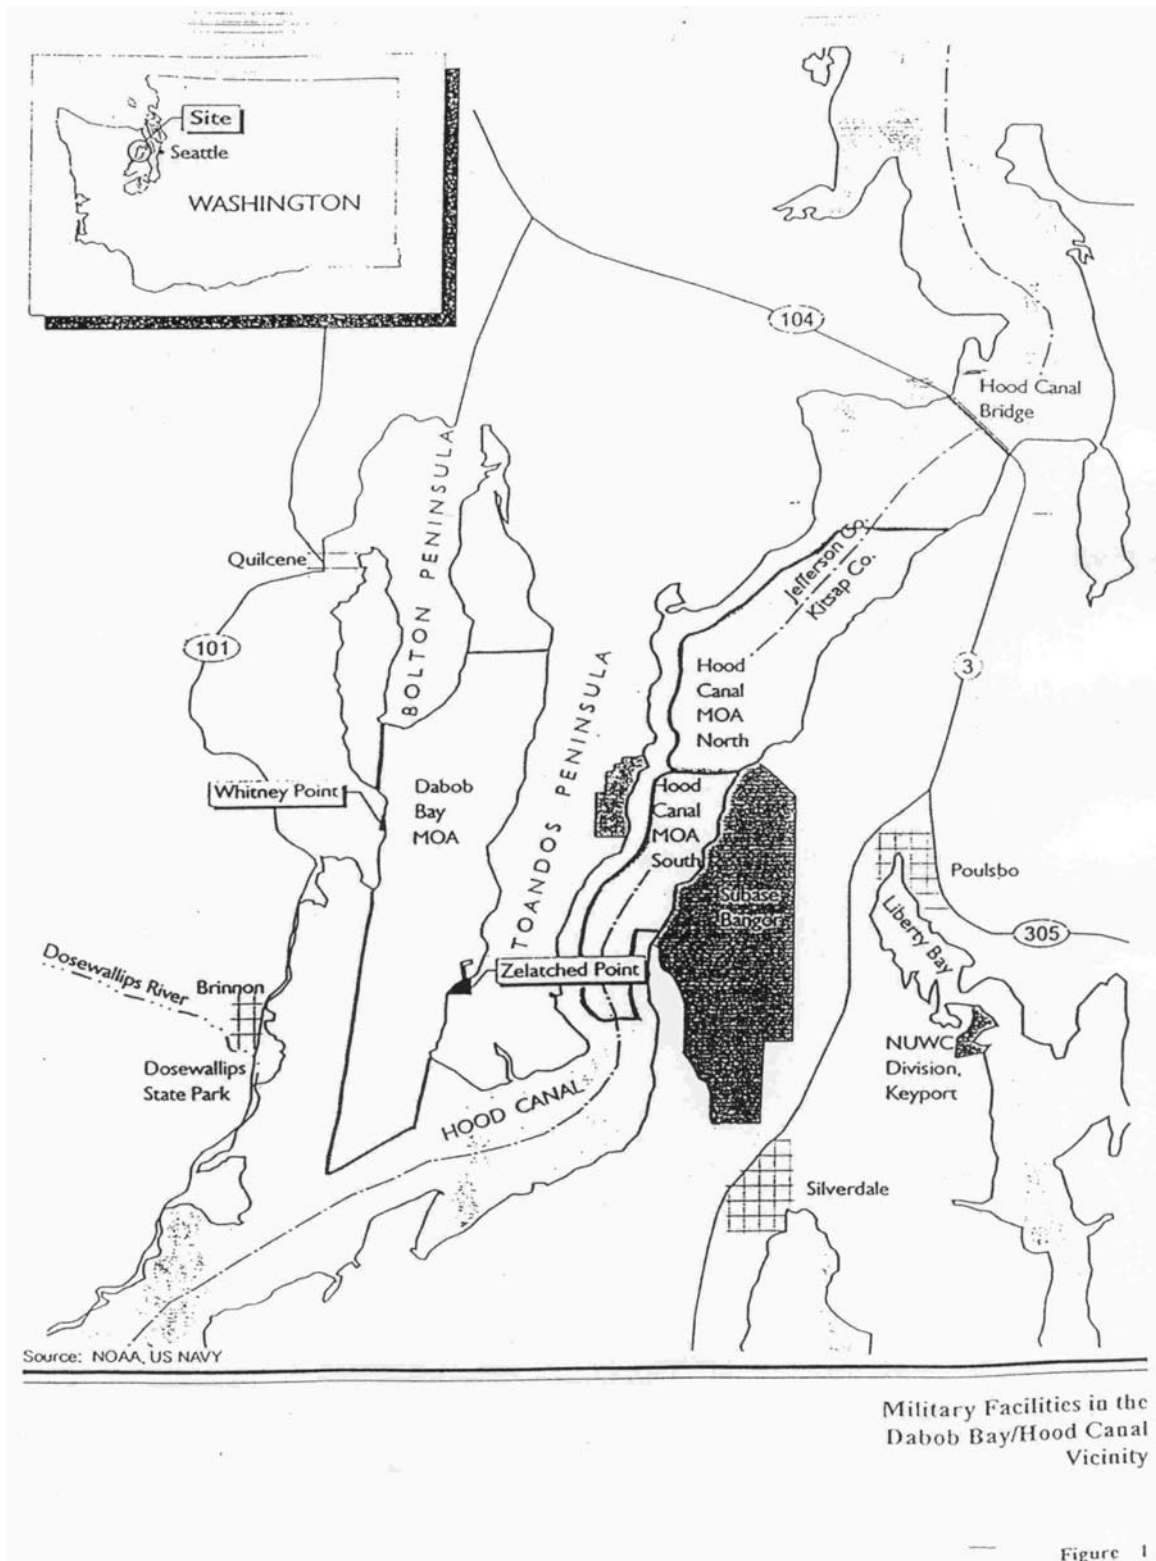 Site
Seattle
WASHINGTON
104
Hood Canal
Bridge
BOLTON PENINSULA
Quilcene
Jefferson Co.
Kitsap Co.
101
3
TOANDOS PENINSULA
Hood
Canal
MOA
North
Whitney Point
Dabob
Bay
MOA
Hood
Canal
MOA
South
Poulsbo
Subase
Bangor
Liberty Bay
305
Dosewallips River
Brinnon
Zelatched Point
NUWC
Division,
Keyport
Dosewallips
State Park
HOOD CANAL
Silverdale
Source: NOAA, US NAVY
Military Facilities in the
Dabob Bay/Hood Canal
Vicinity
Figure 1